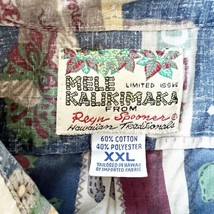 MELE
LIMITED ISSUE
KALIKIMAKA
FROM
Reyn Spooner
Hawaiian Traditionals
60% COTTON
40% POLYESTER
XXL
TAILORED IN HAWAII
OF IMPORTED FABRIC